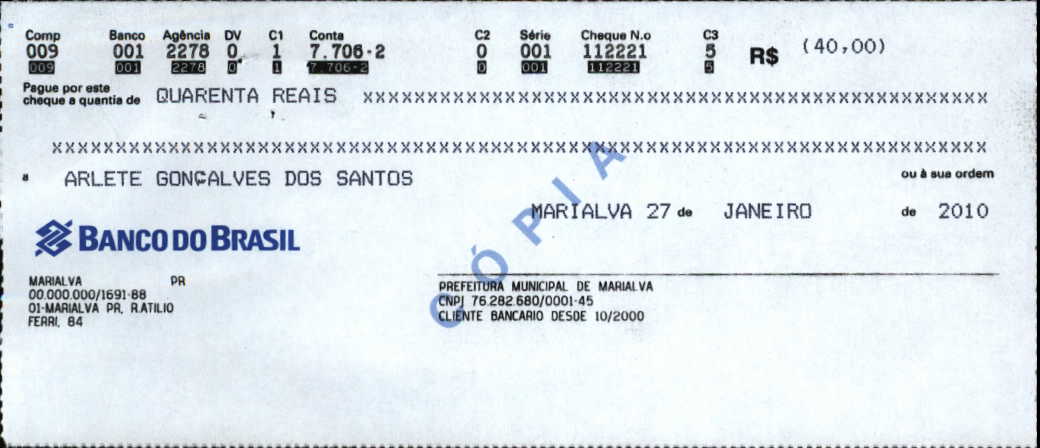 Comp Banco Agência DV C1 Conta C2 Série Cheque N.o C3
009 001 2278 0 1 7.706-2 0 001 112221 5 R$ (40,00)
009 001 2278 0 1 7 706-2 0 001 112221 5
Pague por este
cheque a quantia de QUARENTA REAIS XXXXXXXXXXXXXXXXXXXXXXXXXXXXXXXXXXXXXXXXXXXXXXXXXXXXXXXXXX
XXXXXXXXXXXXXXXXXXXXXXXXXXXXXXXXXXXXXXXXXXXXXXXXXXXXXXXXXXXXXXXXXXXXXXXXXXXXXX
a ARLETE GONÇALVES DOS SANTOS ou à sua ordem
MARIALVA 27 de JANEIRO de 2010
BANCO DO BRASIL
MARIALVA PR
00.000.000/1691-88
01-MARIALVA PR, R.ATILIO
FERRI, 84
PREFEITURA MUNICIPAL DE MARIALVA
CNPJ 76.282.680/0001-45
CLIENTE BANCARIO DESDE 10/2000
CÓPIA